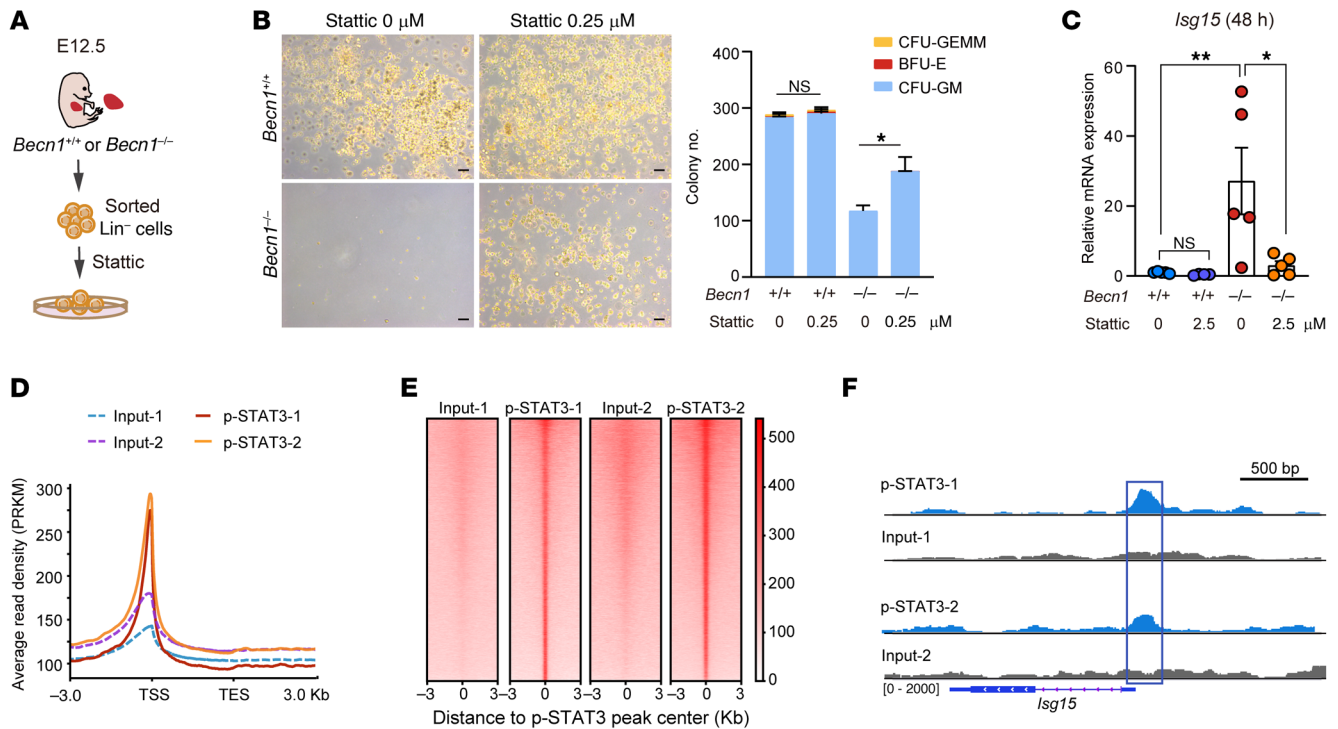 A
E12.5
Becn1+/+ or Becn1–/–
Sorted
Lin– cells
Stattic
B
Stattic 0 μM
Stattic 0.25 μM
Becn1+/+
Becn1–/–
CFU-GEMM
BFU-E
CFU-GM
Colony no.
400
300
200
100
0
NS
*
Becn1 +/+ +/+ –/– –/–
Stattic 0 0.25 0 0.25 μM
C
Isg15 (48 h)
Relative mRNA expression
60
40
20
0
** *
NS
Becn1 +/+ +/+ –/– –/–
Stattic 0 2.5 0 2.5 μM
D
Input-1 p-STAT3-1
Input-2 p-STAT3-2
Average read density (PRKM)
300
250
200
150
100
–3.0 TSS TES 3.0 Kb
E
Input-1 p-STAT3-1 Input-2 p-STAT3-2
500
400
300
200
100
0
–3 0 3 –3 0 3 –3 0 3 –3 0 3
Distance to p-STAT3 peak center (Kb)
F
500 bp
p-STAT3-1
Input-1
p-STAT3-2
Input-2
[0 - 2000]
Isg15